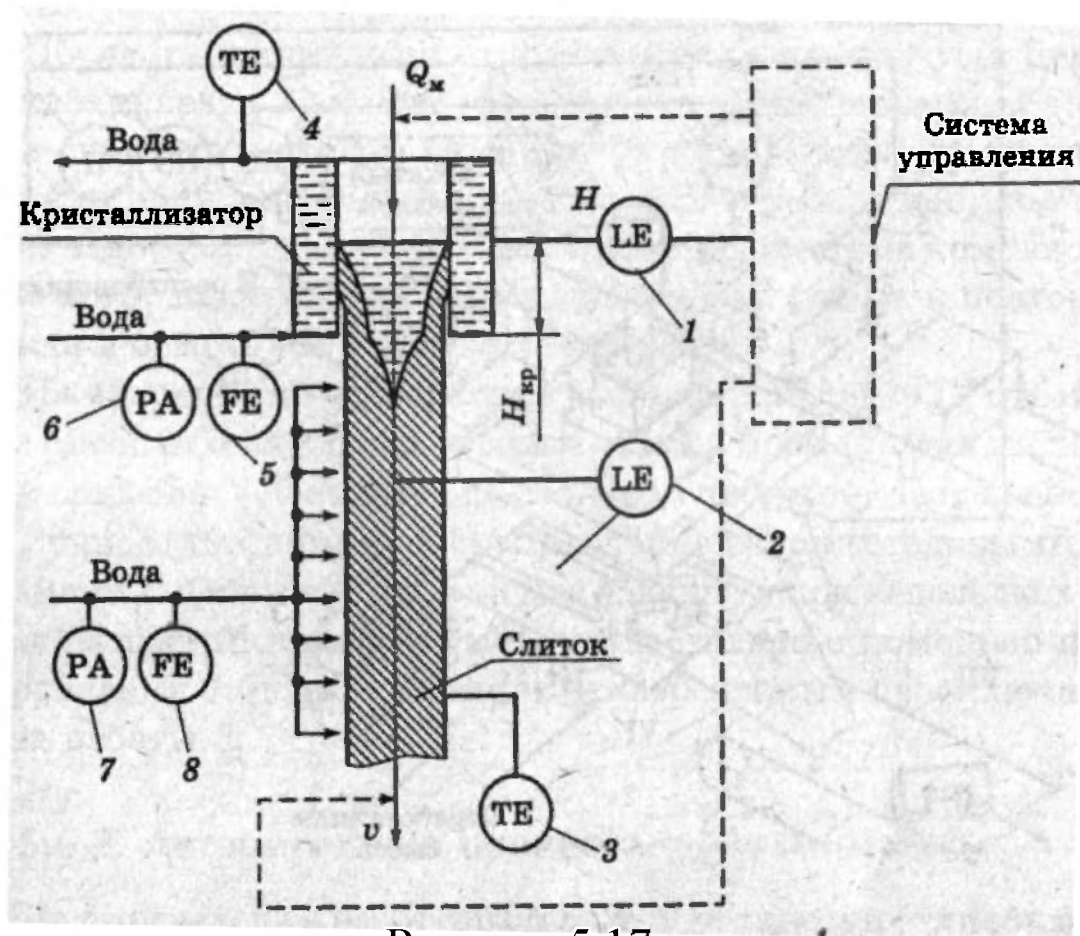 TE
4
Qм
Вода
Система
управления
Кристаллизатор
H
LE
1
Вода
Hкр
PA
FE
6
5
LE
2
Вода
PA
FE
Слиток
7
8
TE
3
v